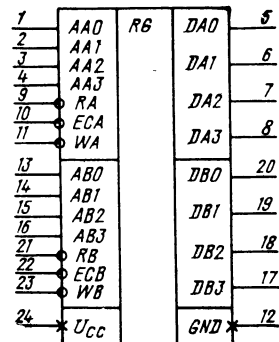 1 AA0 RG DA0 5
2 AA1
3 AA2 DA1 6
4 AA3
9 RA DA2 7
10 ECA
11 WA DA3 8
13 AB0 DB0 20
14 AB1
15 AB2 DB1 19
16 AB3
21 RB DB2 18
22 ECB
23 WB DB3 17
24 UCC GND 12